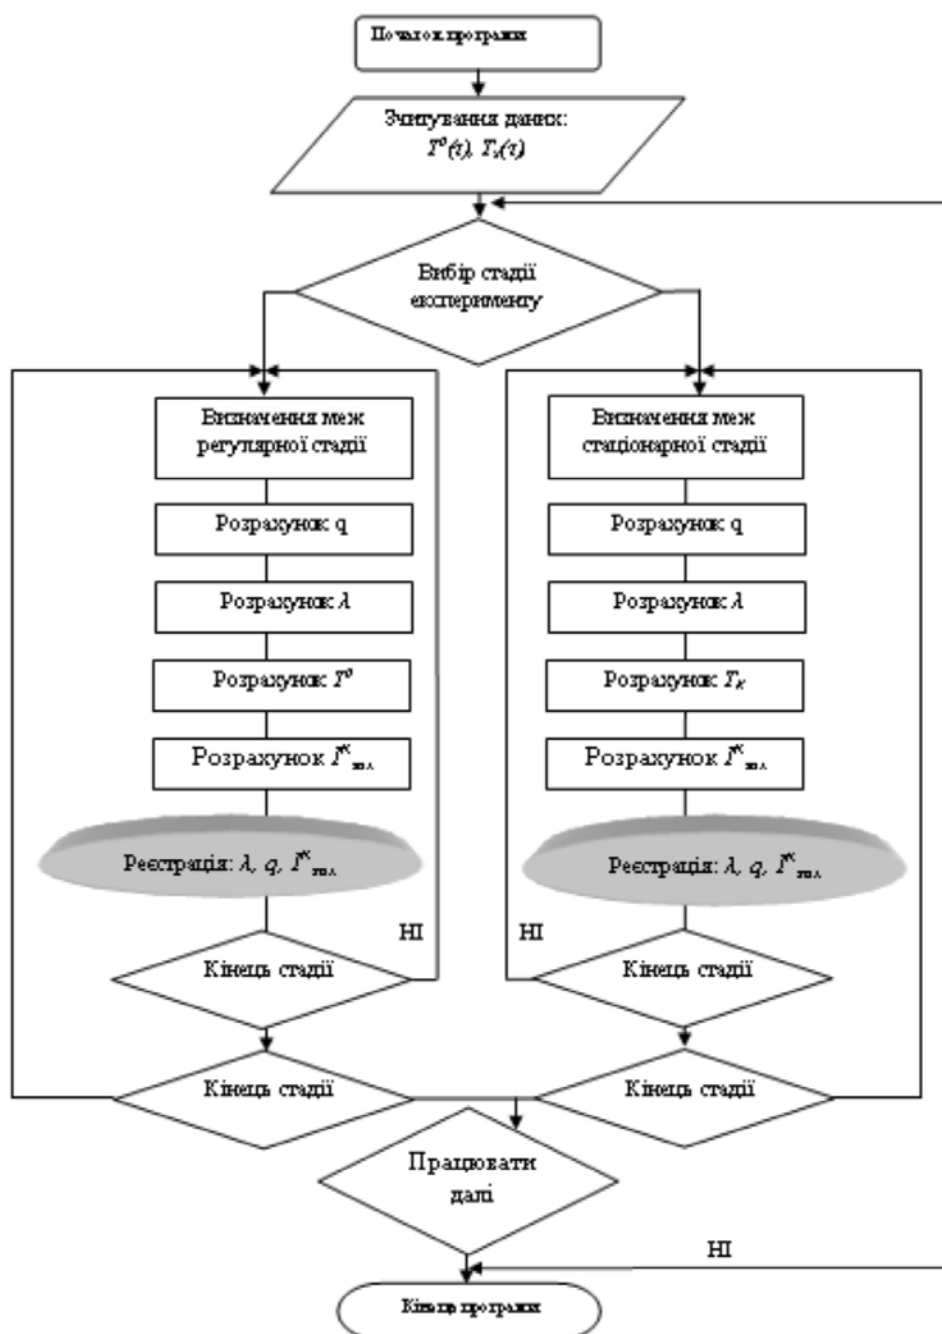 Початок програми
Зчитування даних:
T⁰(τ), Tₓ(τ)
Вибір стадії
експерименту
Визначення меж
регулярної стадії
Розрахунок q
Розрахунок λ
Розрахунок T⁰
Розрахунок
Реєстрація: λ, q,
НІ
Кінець стадії
Кінець стадії
Визначення меж
стаціонарної стадії
Розрахунок q
Розрахунок λ
Розрахунок T_K
Розрахунок
Реєстрація: λ, q,
НІ
Кінець стадії
Кінець стадії
Працювати
далі
НІ
Кінець програми